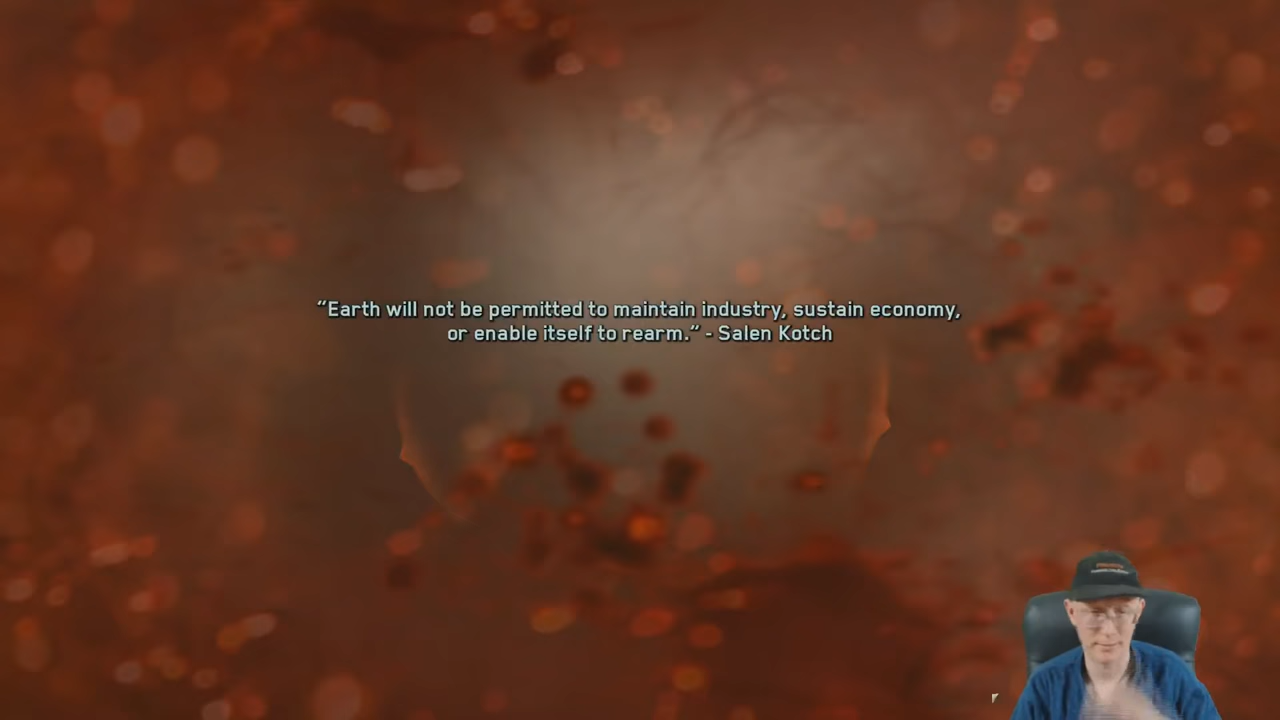 “Earth will not be permitted to maintain industry, sustain economy,
or enable itself to rearm.” - Salen Kotch